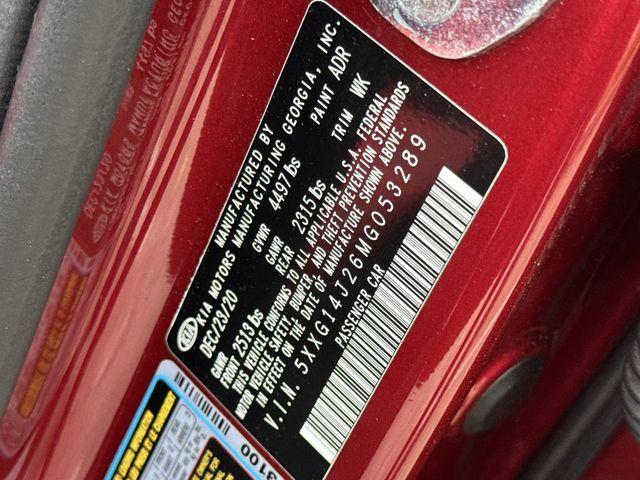 KIA
MANUFACTURED BY
KIA MOTORS MANUFACTURING GEORGIA, INC.
DEC/23/20
GVWR 4497lbs
PAINT ADR
GAWR FRONT 2513lbs
GAWR REAR 2315lbs
TRIM WK
THIS VEHICLE CONFORMS TO ALL APPLICABLE U.S.A. FEDERAL
MOTOR VEHICLE SAFETY, BUMPER, AND THEFT PREVENTION STANDARDS
IN EFFECT ON THE DATE OF MANUFACTURE SHOWN ABOVE.
V.I.N. 5XXG14J26MG053289
PASSENGER CAR
3100